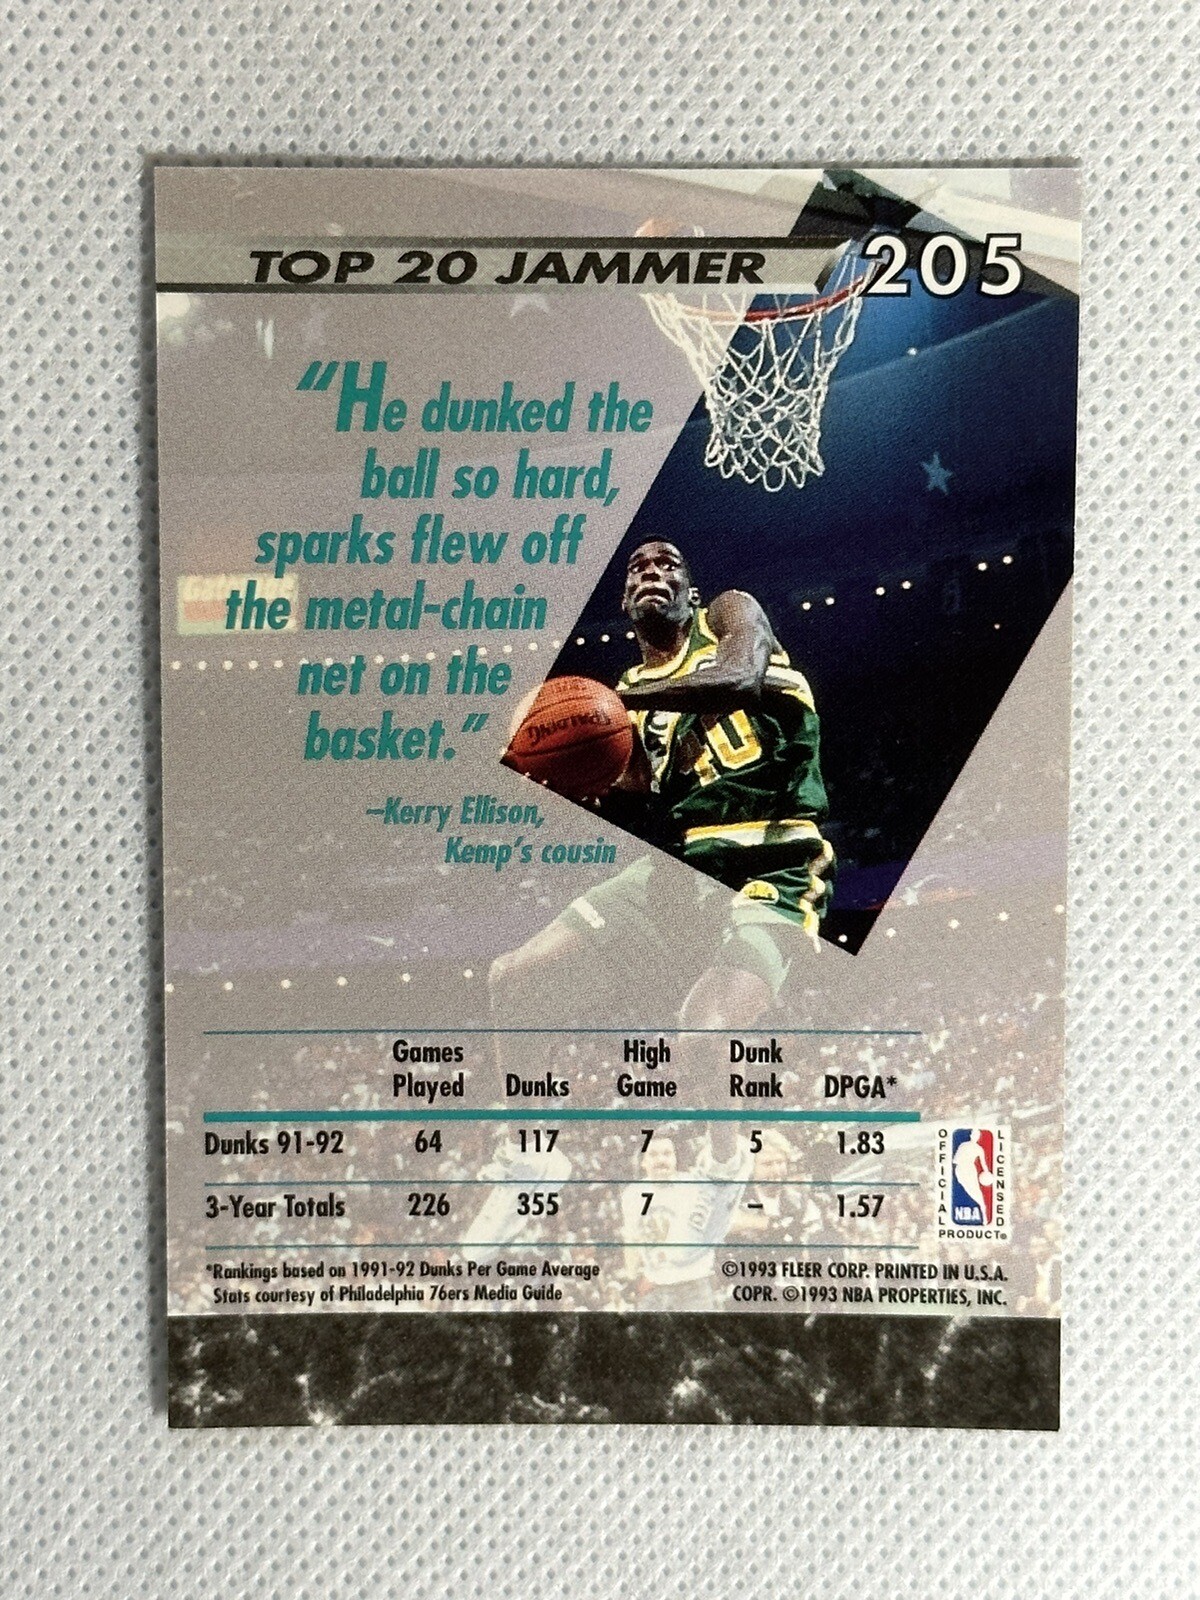 TOP 20 JAMMER 205
"He dunked the
ball so hard,
sparks flew off
the metal-chain
net on the
basket."
–Kerry Ellison,
Kemp's cousin
SPALDING
40
Games Played Dunks High Game Dunk Rank DPGA*
Dunks 91-92 64 117 7 5 1.83
3-Year Totals 226 355 7 – 1.57
OFFICIAL LICENSED
NBA
PRODUCT®
*Rankings based on 1991-92 Dunks Per Game Average
Stats courtesy of Philadelphia 76ers Media Guide
©1993 FLEER CORP. PRINTED IN U.S.A.
COPR. ©1993 NBA PROPERTIES, INC.